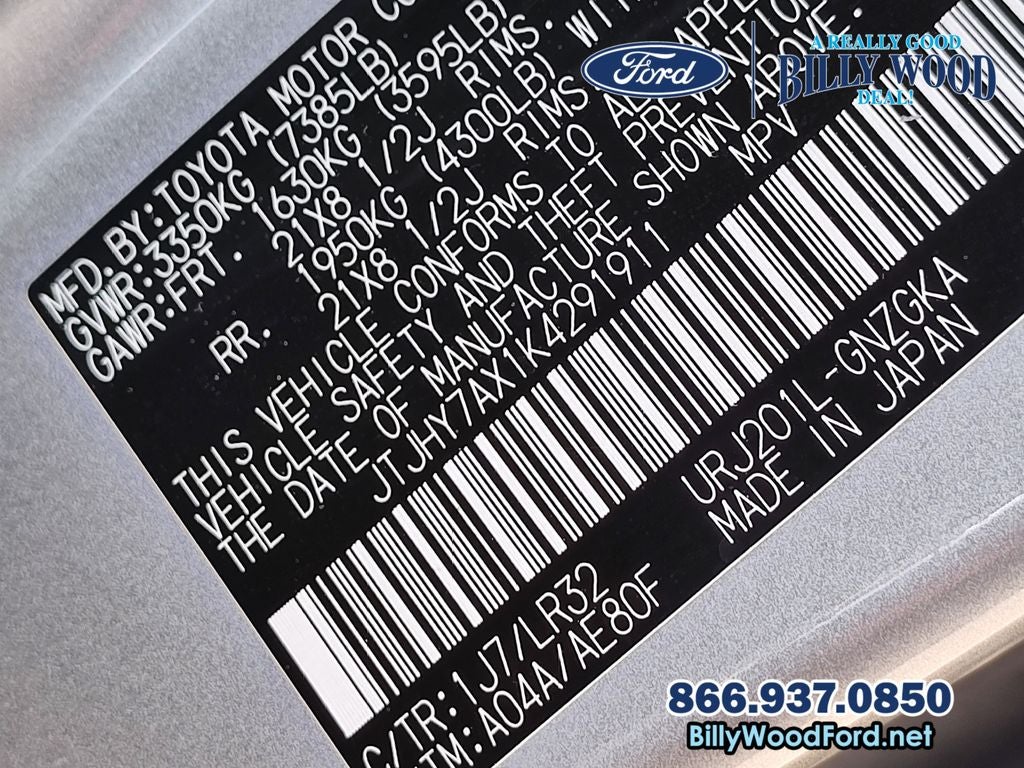 MFD.BY:TOYOTA MOTOR
GVWR:3350KG (7385LB)
GAWR:FRT. 1630KG (3595LB)
21X8 1/2J RIMS.
RR. 1950KG (4300LB)
21X8 1/2J RIMS
THIS VEHICLE CONFORMS TO ALL
VEHICLE SAFETY AND THEFT PREVENTION
THE DATE OF MANUFACTURE SHOWN ABOVE.
JTJHY7AX1K4291911 MPV
URJ201L-GNZGKA
MADE IN JAPAN
C/TR:1J7/LR32
A04A/AE80F
Ford
A REALLY GOOD
BILLY WOOD
DEAL!
866.937.0850
BillyWoodFord.net